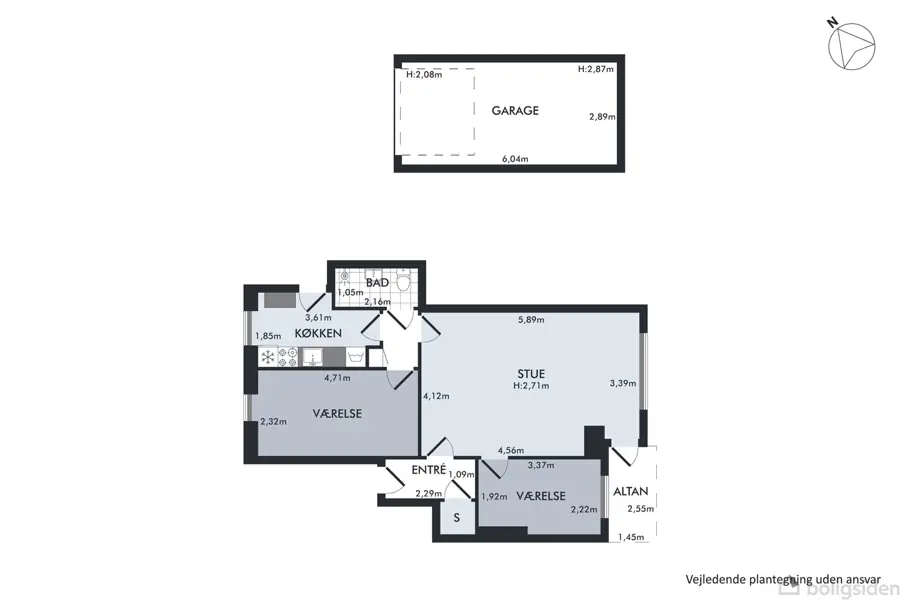 N
H:2,08m
H:2,87m
GARAGE
2,89m
6,04m
BAD
1,05m
2,16m
3,61m
1,85m
KØKKEN
5,89m
STUE
H:2,71m
3,39m
4,71m
4,12m
VÆRELSE
2,32m
4,56m
ENTRÉ
1,09m
3,37m
2,29m
1,92m
VÆRELSE
2,22m
ALTAN
2,55m
S
1,45m
Vejledende plantegning uden ansvar
boligsiden